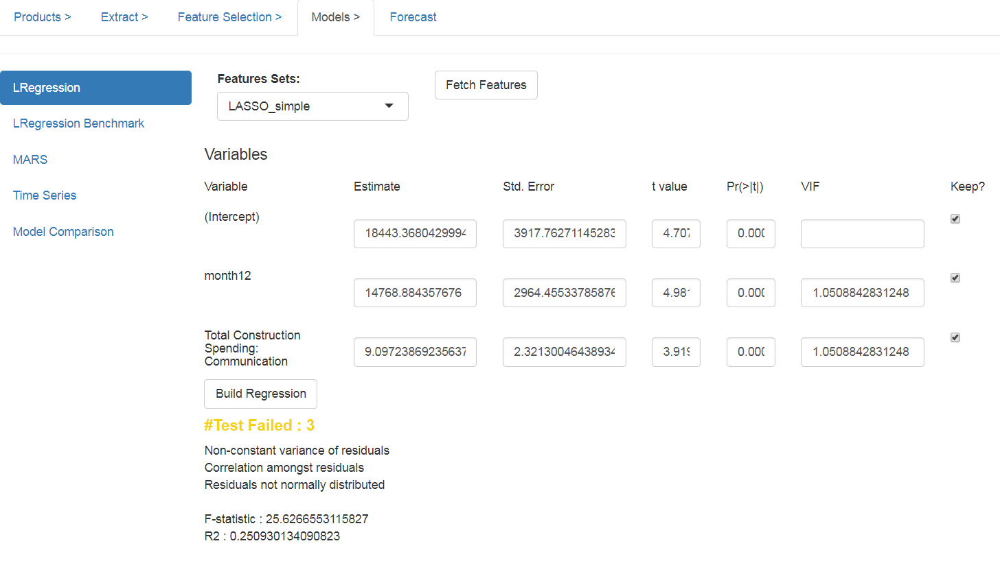 Products > Extract > Feature Selection > Models > Forecast
LRegression
LRegression Benchmark
MARS
Time Series
Model Comparison
Features Sets:
LASSO_simple
Fetch Features
Variables
Variable Estimate Std. Error t value Pr(>|t|) VIF Keep?
(Intercept) 18443.3680429994 3917.76271145283 4.707 0.000
month12 14768.884357676 2964.45533785876 4.981 0.000 1.0508842831248
Total Construction
Spending:
Communication
9.09723869235637 2.32130046438934 3.919 0.000 1.0508842831248
Build Regression
#Test Failed : 3
Non-constant variance of residuals
Correlation amongst residuals
Residuals not normally distributed
F-statistic : 25.6266553115827
R2 : 0.250930134090823